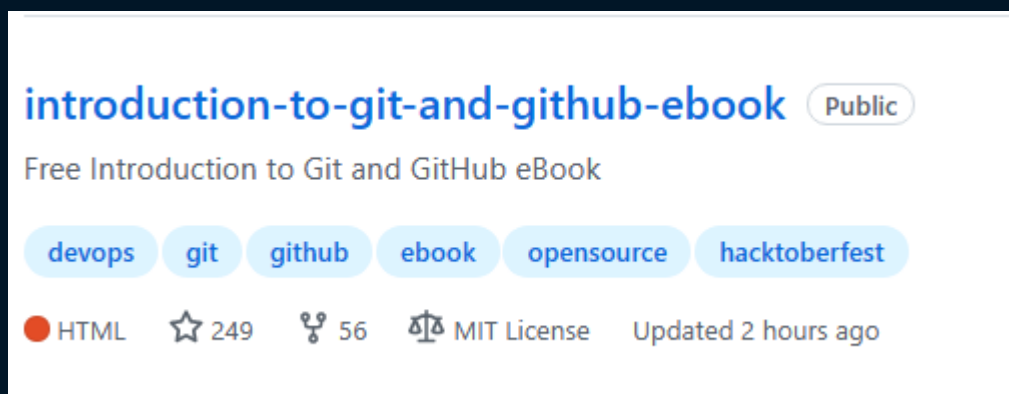 introduction-to-git-and-github-ebook Public
Free Introduction to Git and GitHub eBook
devops git github ebook opensource hacktoberfest
HTML 249 56 MIT License Updated 2 hours ago